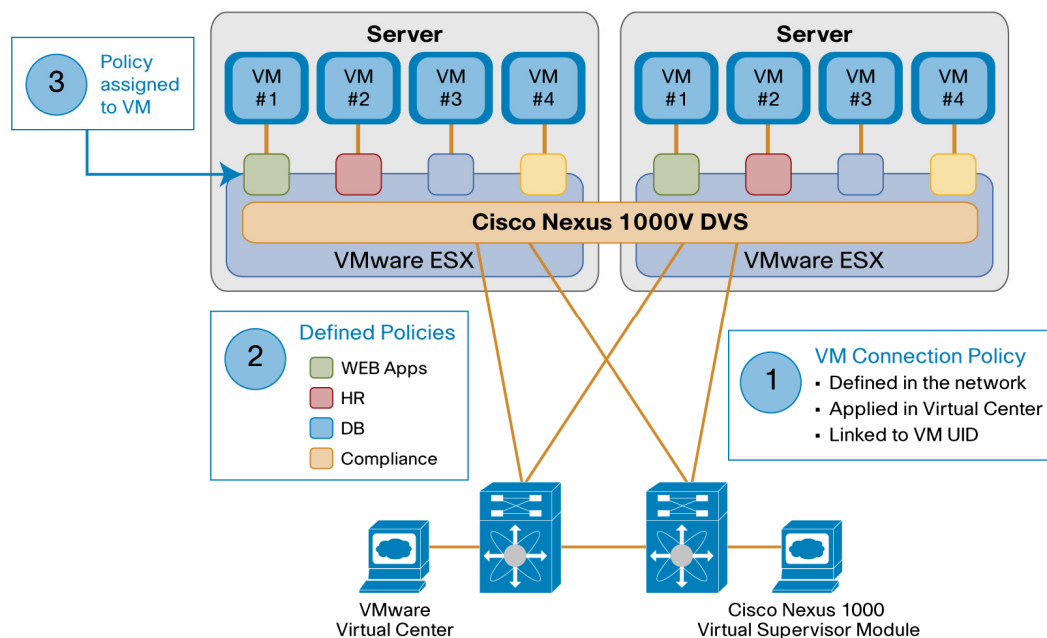 3
Policy
assigned
to VM
Server
VM
#1
VM
#2
VM
#3
VM
#4
Server
VM
#1
VM
#2
VM
#3
VM
#4
Cisco Nexus 1000V DVS
VMware ESX
VMware ESX
2
Defined Policies
WEB Apps
HR
DB
Compliance
1
VM Connection Policy
▪ Defined in the network
▪ Applied in Virtual Center
▪ Linked to VM UID
VMware
Virtual Center
Cisco Nexus 1000
Virtual Supervisor Module